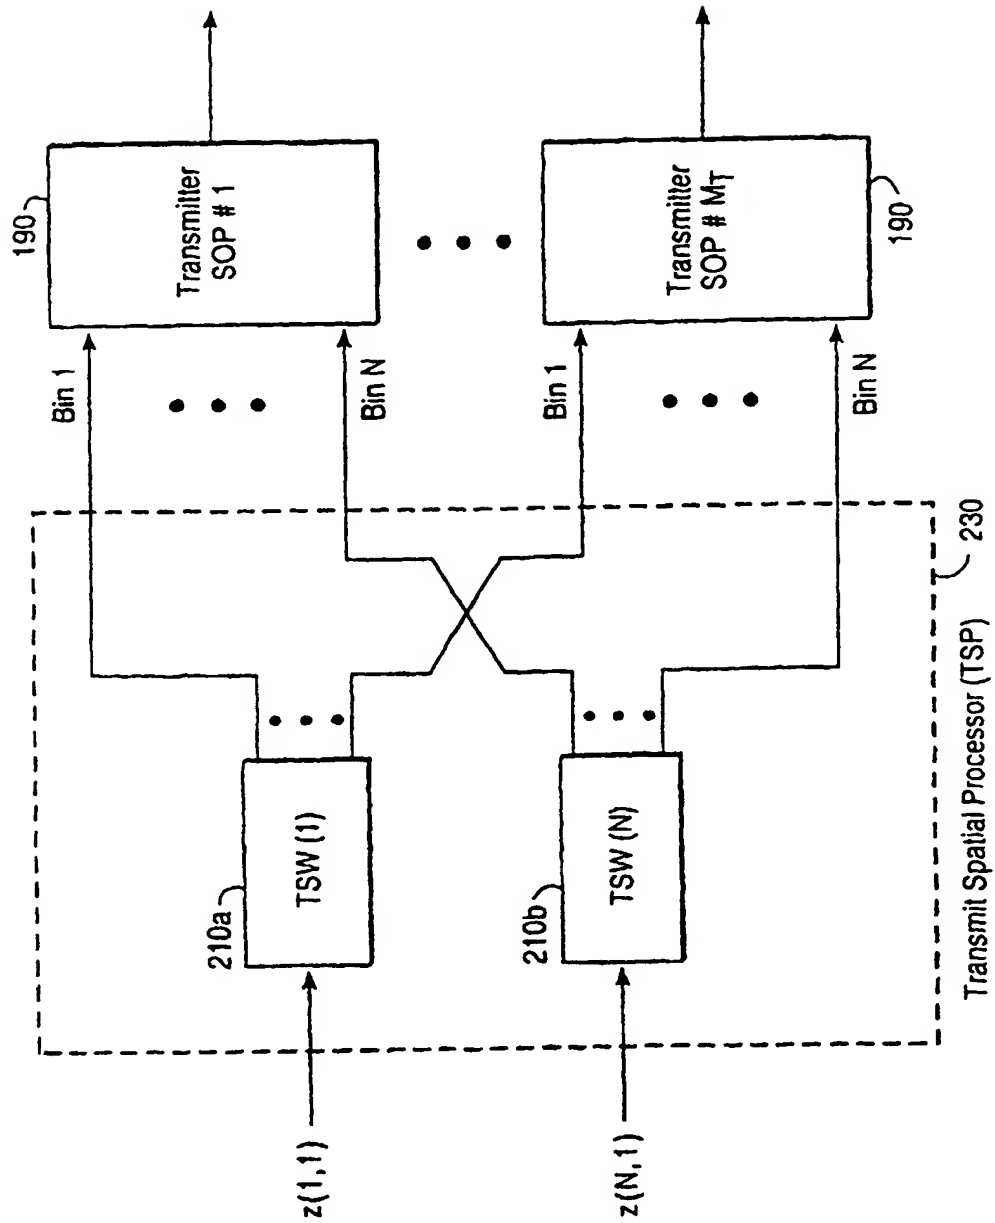 190
Transmitter
SOP # 1
Bin 1
Bin N
Transmitter
SOP # MT
190
Bin 1
Bin N
210a
TSW (1)
210b
TSW (N)
z(1,1)
z(N,1)
230
Transmit Spatial Processor (TSP)